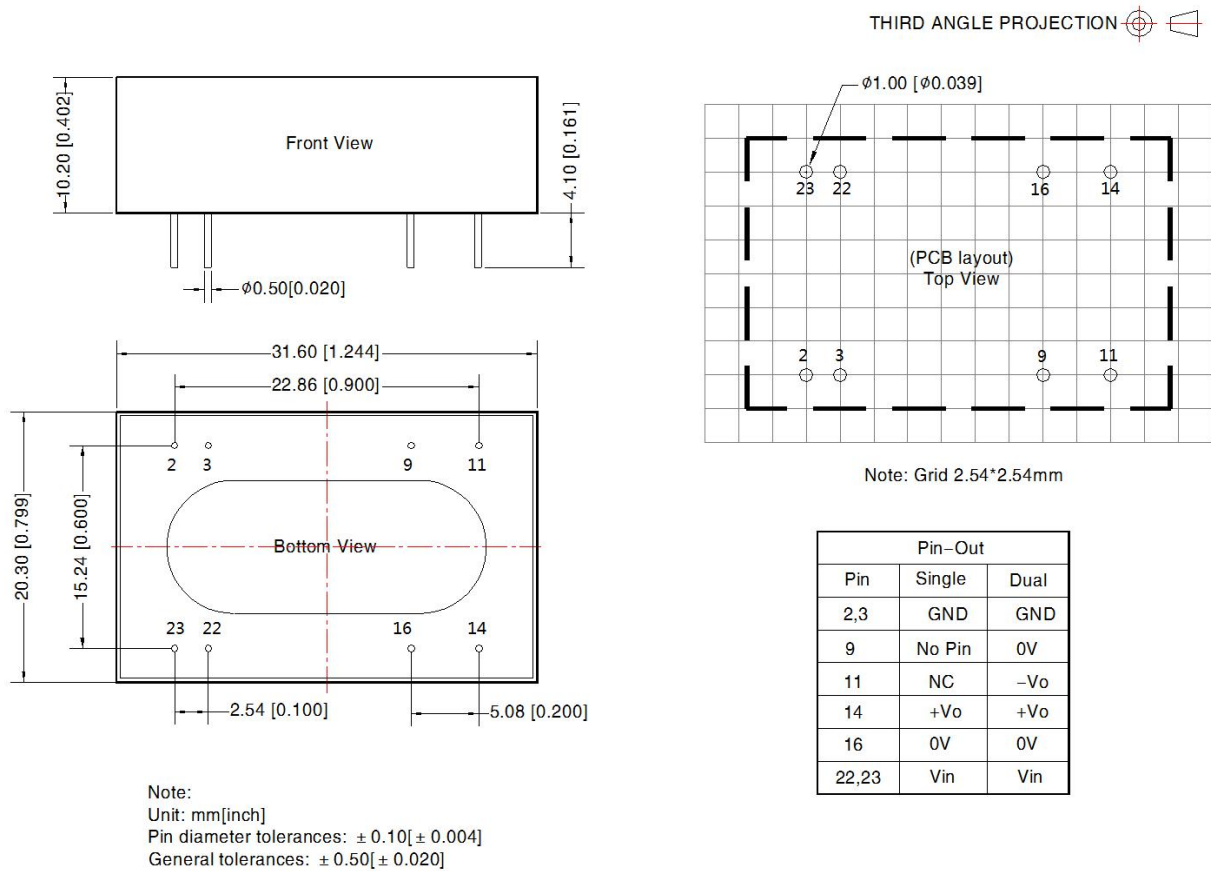 THIRD ANGLE PROJECTION
10.20 [0.402]
Front View
4.10 [0.161]
ϕ0.50[0.020]
ϕ1.00 [ϕ0.039]
23 22 16 14
(PCB layout)
Top View
2 3 9 11
Note: Grid 2.54*2.54mm
31.60 [1.244]
22.86 [0.900]
20.30 [0.799]
15.24 [0.600]
2 3 9 11
Bottom View
23 22 16 14
2.54 [0.100]
5.08 [0.200]
Pin–Out
Pin Single Dual
2,3 GND GND
9 No Pin 0V
11 NC –Vo
14 +Vo +Vo
16 0V 0V
22,23 Vin Vin
Note:
Unit: mm[inch]
Pin diameter tolerances: ± 0.10[± 0.004]
General tolerances: ± 0.50[± 0.020]